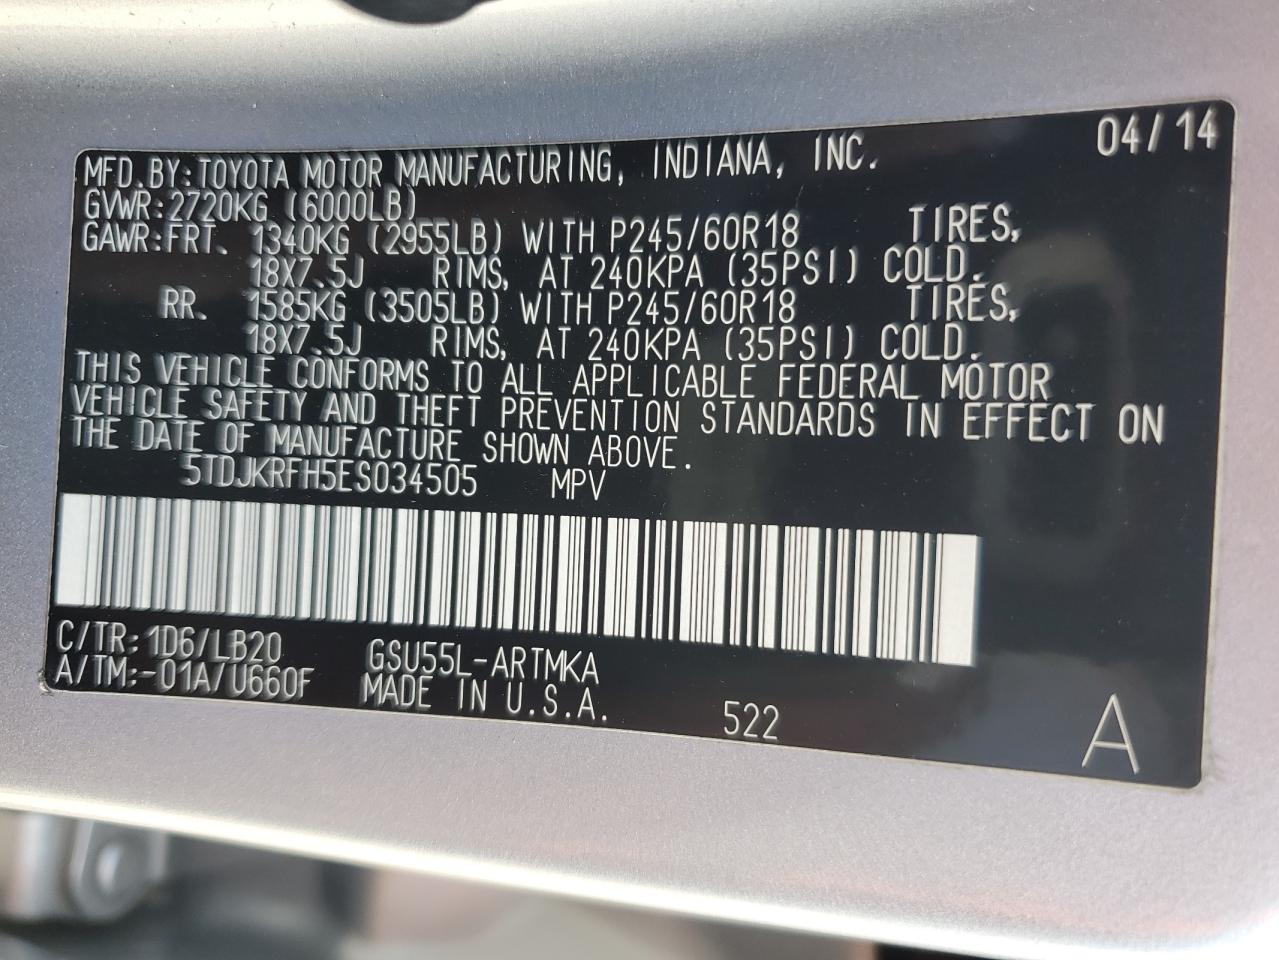 04/14
MFD.BY:TOYOTA MOTOR MANUFACTURING, INDIANA, INC.
GVWR:2720KG (6000LB)
GAWR:FRT. 1340KG (2955LB) WITH P245/60R18 TIRES,
18X7.5J RIMS, AT 240KPA (35PSI) COLD.
RR. 1585KG (3505LB) WITH P245/60R18 TIRES,
18X7.5J RIMS, AT 240KPA (35PSI) COLD.
THIS VEHICLE CONFORMS TO ALL APPLICABLE FEDERAL MOTOR
VEHICLE SAFETY AND THEFT PREVENTION STANDARDS IN EFFECT ON
THE DATE OF MANUFACTURE SHOWN ABOVE.
5TDJKRFH5ES034505 MPV
C/TR:1D6/LB20 GSU55L-ARTMKA
A/TM:-01A/U660F MADE IN U.S.A. 522 A